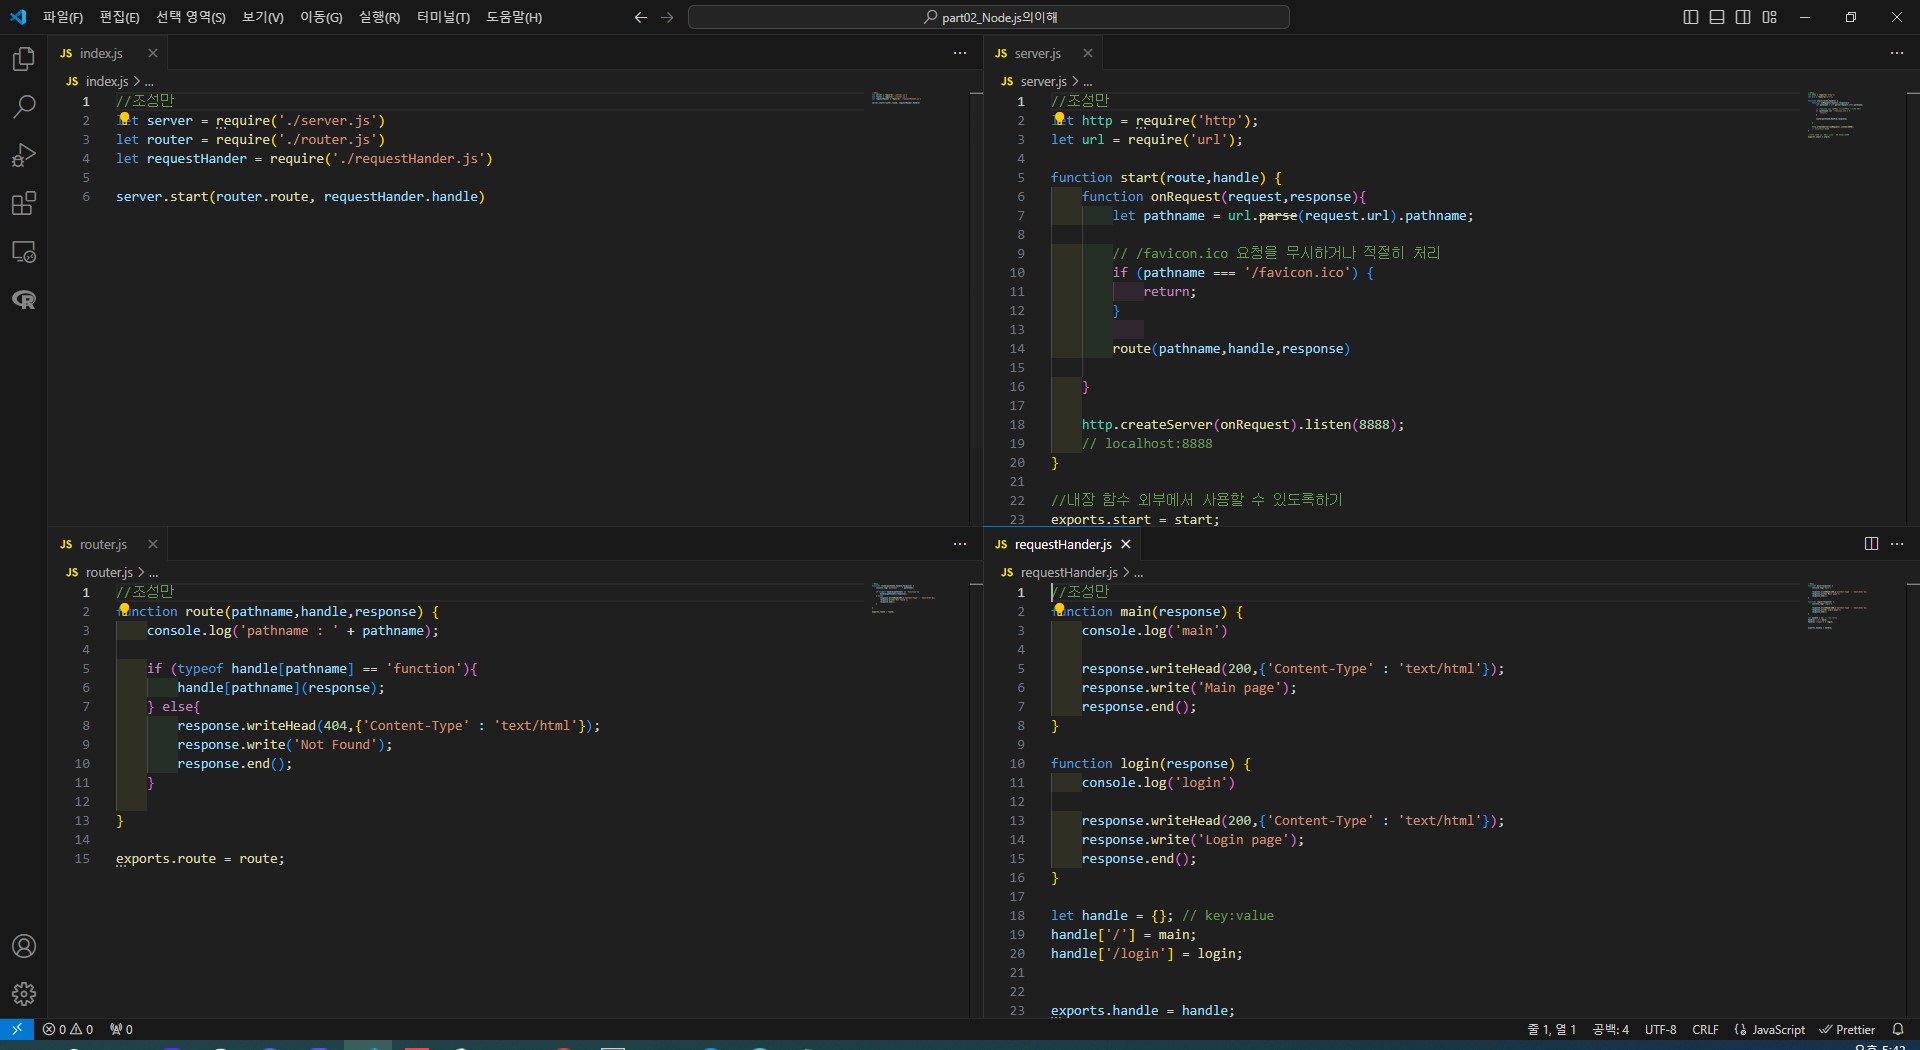 파일(F) 편집(E) 선택 영역(S) 보기(V) 이동(G) 실행(R) 터미널(T) 도움말(H)
part02_Node.js의이해
JS index.js
JS index.js > ...
1 //조성만
2 let server = require('./server.js')
3 let router = require('./router.js')
4 let requestHander = require('./requestHander.js')
5
6 server.start(router.route, requestHander.handle)
JS server.js
JS server.js > ...
1 //조성만
2 let http = require('http');
3 let url = require('url');
4
5 function start(route,handle) {
6 function onRequest(request,response){
7 let pathname = url.parse(request.url).pathname;
8
9 // /favicon.ico 요청을 무시하거나 적절히 처리
10 if (pathname === '/favicon.ico') {
11 return;
12 }
13
14 route(pathname,handle,response)
15
16 }
17
18 http.createServer(onRequest).listen(8888);
19 // localhost:8888
20 }
21
22 //내장 함수 외부에서 사용할 수 있도록하기
23 exports.start = start;
JS router.js
JS router.js > ...
1 //조성만
2 function route(pathname,handle,response) {
3 console.log('pathname : ' + pathname);
4
5 if (typeof handle[pathname] == 'function'){
6 handle[pathname](response);
7 } else{
8 response.writeHead(404,{'Content-Type' : 'text/html'});
9 response.write('Not Found');
10 response.end();
11 }
12
13 }
14
15 exports.route = route;
JS requestHander.js
JS requestHander.js > ...
1 //조성만
2 function main(response) {
3 console.log('main')
4
5 response.writeHead(200,{'Content-Type' : 'text/html'});
6 response.write('Main page');
7 response.end();
8 }
9
10 function login(response) {
11 console.log('login')
12
13 response.writeHead(200,{'Content-Type' : 'text/html'});
14 response.write('Login page');
15 response.end();
16 }
17
18 let handle = {}; // key:value
19 handle['/'] = main;
20 handle['/login'] = login;
21
22
23 exports.handle = handle;
0 0 0
줄 1, 열 1 공백: 4 UTF-8 CRLF {} JavaScript Prettier